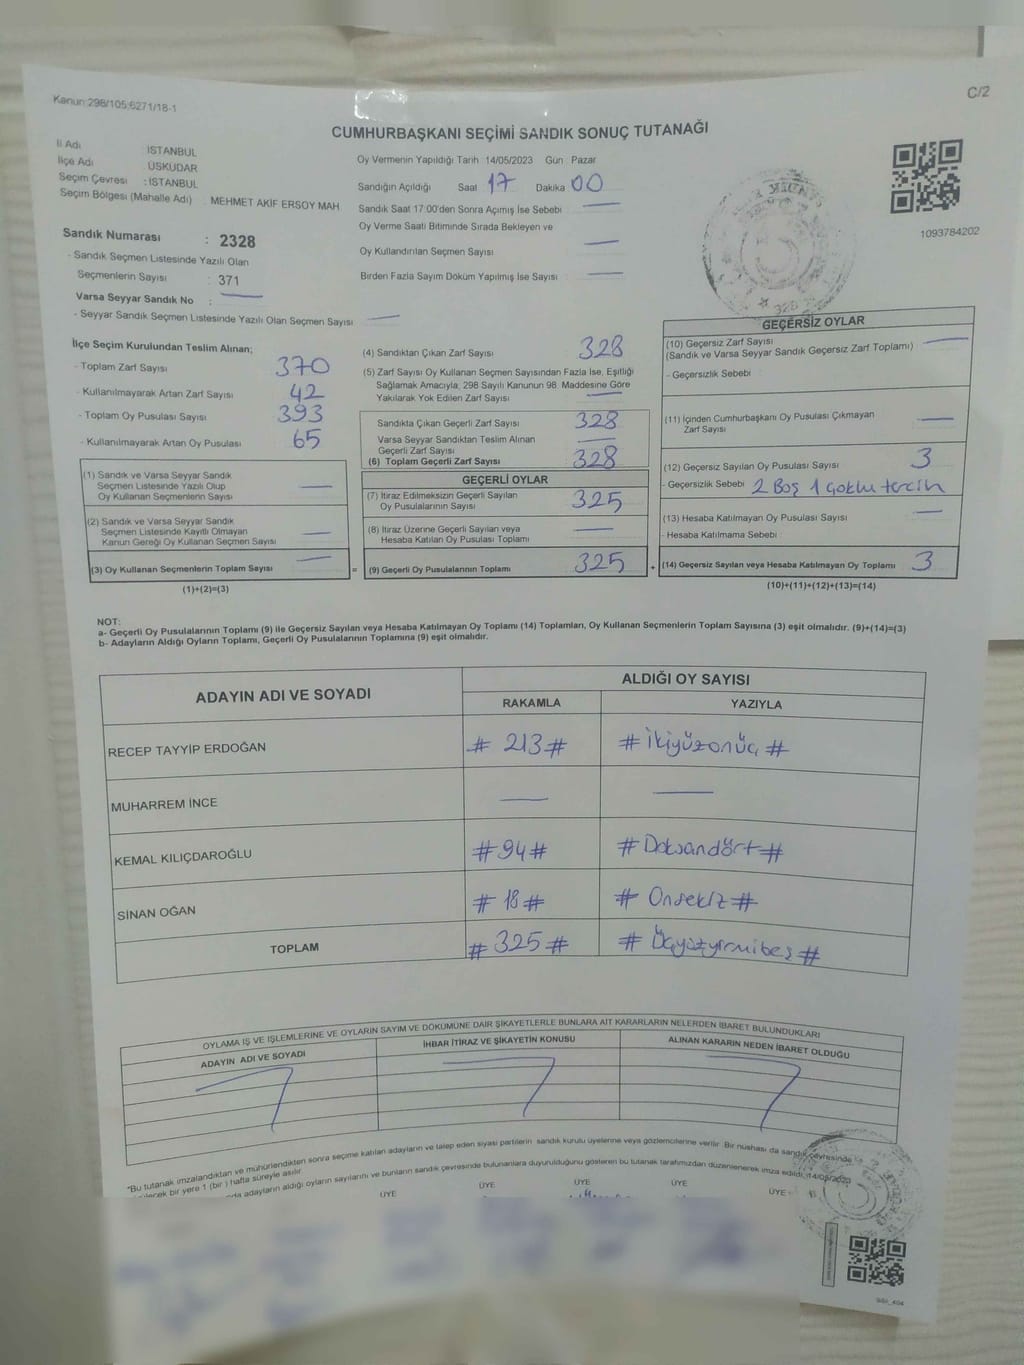 Kanun:298/105;6271/18-1
C/2
CUMHURBAŞKANI SEÇİMİ SANDIK SONUÇ TUTANAĞI
İl Adı : İSTANBUL
İlçe Adı : ÜSKÜDAR
Seçim Çevresi : İSTANBUL
Seçim Bölgesi (Mahalle Adı) : MEHMET AKİF ERSOY MAH
Sandık Numarası : 2328
- Sandık Seçmen Listesinde Yazılı Olan
Seçmenlerin Sayısı : 371
Varsa Seyyar Sandık No :
- Seyyar Sandık Seçmen Listesinde Yazılı Olan Seçmen Sayısı
Oy Vermenin Yapıldığı Tarih 14/05/2023 Gün Pazar
Sandığın Açıldığı Saat 17 Dakika 00
Sandık Saat 17:00'den Sonra Açımış İse Sebebi
Oy Verme Saati Bitiminde Sırada Bekleyen ve
Oy Kullandırılan Seçmen Sayısı
Birden Fazla Sayım Döküm Yapılmış İse Sayısı
1093784202
İlçe Seçim Kurulundan Teslim Alınan;
- Toplam Zarf Sayısı 370
- Kullanılmayarak Artan Zarf Sayısı 42
- Toplam Oy Pusulası Sayısı 393
- Kullanılmayarak Artan Oy Pusulası 65
(1) Sandık ve Varsa Seyyar Sandık
Seçmen Listesinde Yazılı Olup
Oy Kullanan Seçmenlerin Sayısı
(2) Sandık ve Varsa Seyyar Sandık
Seçmen Listesinde Kayıtlı Olmayan
Kanun Gereği Oy Kullanan Seçmen Sayısı
(3) Oy Kullanan Seçmenlerin Toplam Sayısı
(1)+(2)=(3)
(4) Sandıktan Çıkan Zarf Sayısı 328
(5) Zarf Sayısı Oy Kullanan Seçmen Sayısından Fazla İse, Eşitliği
Sağlamak Amacıyla, 298 Sayılı Kanunun 98. Maddesine Göre
Yakılarak Yok Edilen Zarf Sayısı
Sandıkta Çıkan Geçerli Zarf Sayısı 328
Varsa Seyyar Sandıktan Teslim Alınan
Geçerli Zarf Sayısı
(6) Toplam Geçerli Zarf Sayısı 328
GEÇERLİ OYLAR
(7) İtiraz Edilmeksizin Geçerli Sayılan
Oy Pusulalarının Sayısı 325
(8) İtiraz Üzerine Geçerli Sayılan veya
Hesaba Katılan Oy Pusulası Toplamı
= (9) Geçerli Oy Pusulalarının Toplamı 325 +
GEÇERSİZ OYLAR
(10) Geçersiz Zarf Sayısı
(Sandık ve Varsa Seyyar Sandık Geçersiz Zarf Toplamı)
- Geçersizlik Sebebi :
(11) İçinden Cumhurbaşkanı Oy Pusulası Çıkmayan
Zarf Sayısı
(12) Geçersiz Sayılan Oy Pusulası Sayısı 3
- Geçersizlik Sebebi 2 Boş 1 Çoklu tercih
(13) Hesaba Katılmayan Oy Pusulası Sayısı
- Hesaba Katılmama Sebebi :
(14) Geçersiz Sayılan veya Hesaba Katılmayan Oy Toplamı 3
(10)+(11)+(12)+(13)=(14)
NOT:
a- Geçerli Oy Pusulalarının Toplamı (9) ile Geçersiz Sayılan veya Hesaba Katılmayan Oy Toplamı (14) Toplamları, Oy Kullanan Seçmenlerin Toplam Sayısına (3) eşit olmalıdır. (9)+(14)=(3)
b- Adayların Aldığı Oyların Toplamı, Geçerli Oy Pusulalarının Toplamına (9) eşit olmalıdır.
ADAYIN ADI VE SOYADI
ALDIĞI OY SAYISI
RAKAMLA YAZIYLA
RECEP TAYYİP ERDOĞAN # 213 # # İkiyüzonüç #
MUHARREM İNCE
KEMAL KILIÇDAROĞLU # 94 # # Doksandört #
SİNAN OĞAN # 18 # # Onsekiz #
TOPLAM # 325 # # Üçyüzyirmibeş #
OYLAMA İŞ VE İŞLEMLERİNE VE OYLARIN SAYIM VE DÖKÜMÜNE DAİR ŞİKAYETLERLE BUNLARA AİT KARARLARIN NELERDEN İBARET BULUNDUKLARI
ADAYIN ADI VE SOYADI İHBAR İTİRAZ VE ŞİKAYETİN KONUSU ALINAN KARARIN NEDEN İBARET OLDUĞU
*Bu tutanak imzalandıktan ve mühürlendikten sonra seçime katılan adayların ve talep eden siyasi partilerin sandık kurulu üyelerine veya gözlemcilerine verilir. Bir nüshası da sandık çevresinde
bir yere 1 (bir ) hafta süreyle asılır.
adayların aldığı oyların sayılarını ve bunların sandık çevresinde bulunanlara duyurulduğunu gösteren bu tutanak tarafımızdan düzenlenerek imza edildi. 14/05/2023
ÜYE ÜYE ÜYE ÜYE ÜYE ÜYE